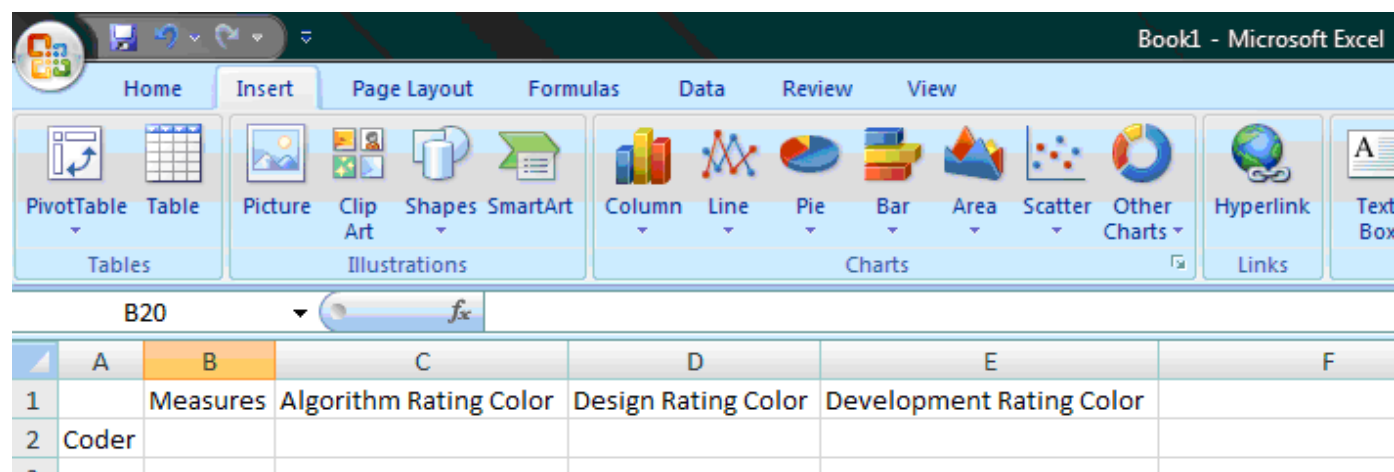 Book1 - Microsoft Excel
Home Insert Page Layout Formulas Data Review View
PivotTable Table Picture Clip Art Shapes SmartArt Column Line Pie Bar Area Scatter Other Charts Hyperlink Text Box
Tables Illustrations Charts Links
B20 fx
A B C D E F
1 Measures Algorithm Rating Color Design Rating Color Development Rating Color
2 Coder